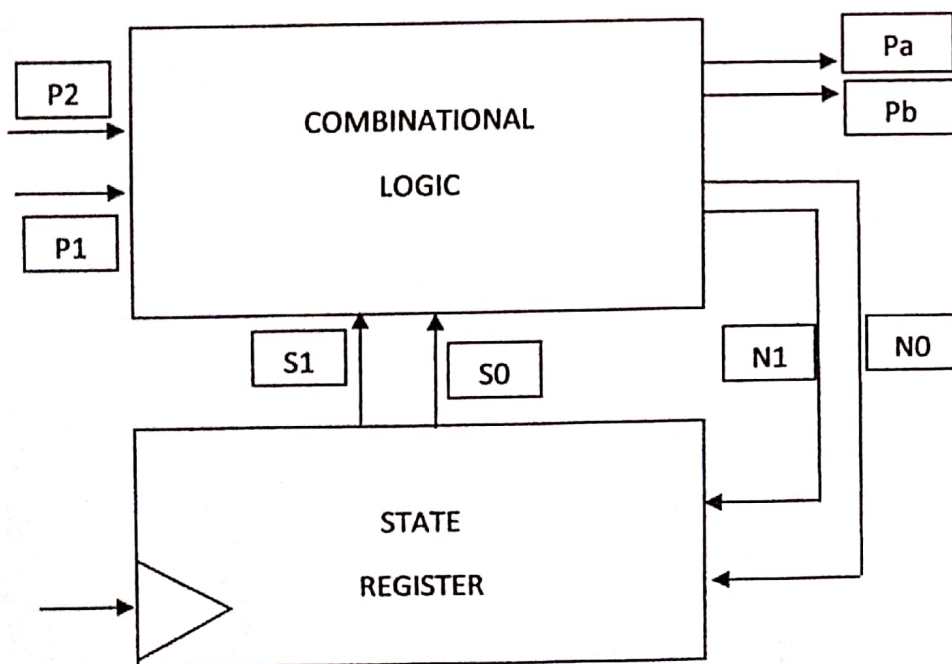 Pa
P2
Pb
COMBINATIONAL
LOGIC
P1
S1
S0
N1
N0
STATE
REGISTER